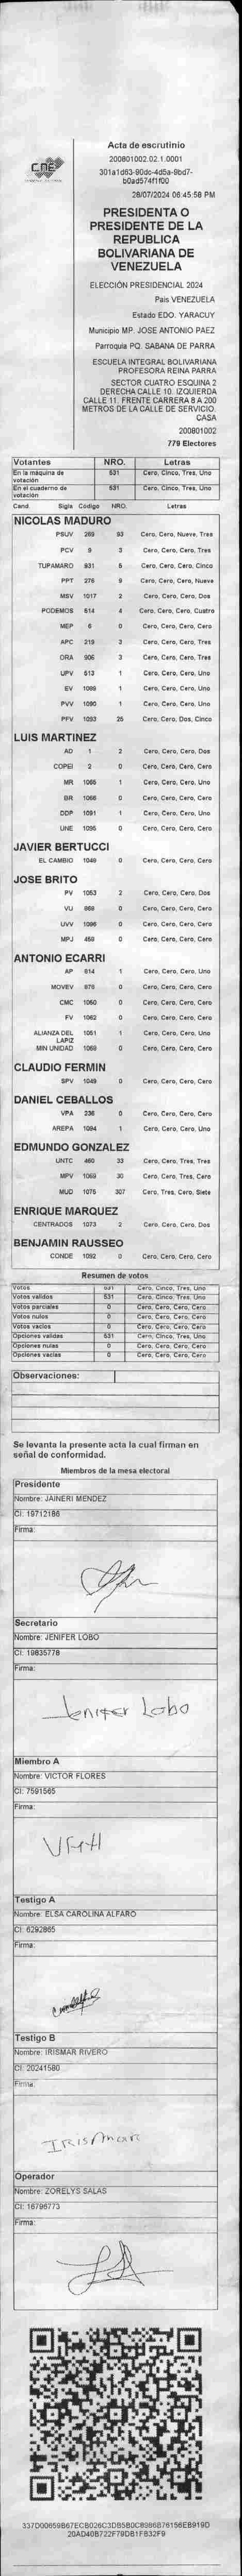 CNE
Acta de escrutinio
200801002.02.1.0001
301a1d63-90dc-4d5a-9bd7-
b0ad574f1f00
28/07/2024 06:45:58 PM
PRESIDENTA O
PRESIDENTE DE LA
REPUBLICA
BOLIVARIANA DE
VENEZUELA
ELECCIÓN PRESIDENCIAL 2024
Pais VENEZUELA
Estado EDO. YARACUY
Municipio MP. JOSE ANTONIO PAEZ
Parroquia PQ. SABANA DE PARRA
ESCUELA INTEGRAL BOLIVARIANA
PROFESORA REINA PARRA
SECTOR CUATRO ESQUINA 2
DERECHA CALLE 10. IZQUIERDA
CALLE 11. FRENTE CARRERA 8 A 200
METROS DE LA CALLE DE SERVICIO.
CASA
200801002
779 Electores
Votantes NRO. Letras
En la maquina de votación 531 Cero, Cinco, Tres, Uno
En el cuaderno de votación 531 Cero, Cinco, Tres, Uno
Cand. Sigla Codigo NRO. Letras
NICOLAS MADURO
PSUV 269 93 Cero, Cero, Nueve, Tres
PCV 9 3 Cero, Cero, Cero, Tres
TUPAMARO 931 5 Cero, Cero, Cero, Cinco
PPT 276 9 Cero, Cero, Cero, Nueve
MSV 1017 2 Cero, Cero, Cero, Dos
PODEMOS 514 4 Cero, Cero, Cero, Cuatro
MEP 6 0 Cero, Cero, Cero, Cero
APC 219 3 Cero, Cero, Cero, Tres
ORA 906 3 Cero, Cero, Cero, Tres
UPV 513 1 Cero, Cero, Cero, Uno
EV 1099 1 Cero, Cero, Cero, Uno
PVV 1090 1 Cero, Cero, Cero, Uno
PFV 1093 25 Cero, Cero, Dos, Cinco
LUIS MARTINEZ
AD 1 2 Cero, Cero, Cero, Dos
COPEI 2 0 Cero, Cero, Cero, Cero
MR 1065 1 Cero, Cero, Cero, Uno
BR 1066 0 Cero, Cero, Cero, Cero
DDP 1091 1 Cero, Cero, Cero, Uno
UNE 1095 0 Cero, Cero, Cero, Cero
JAVIER BERTUCCI
EL CAMBIO 1048 0 Cero, Cero, Cero, Cero
JOSE BRITO
PV 1053 2 Cero, Cero, Cero, Dos
VU 868 0 Cero, Cero, Cero, Cero
UVV 1096 0 Cero, Cero, Cero, Cero
MPJ 458 0 Cero, Cero, Cero, Cero
ANTONIO ECARRI
AP 914 1 Cero, Cero, Cero, Uno
MOVEV 978 0 Cero, Cero, Cero, Cero
CMC 1060 0 Cero, Cero, Cero, Cero
FV 1062 0 Cero, Cero, Cero, Cero
ALIANZA DEL LAPIZ 1051 1 Cero, Cero, Cero, Uno
MIN UNIDAD 1068 0 Cero, Cero, Cero, Cero
CLAUDIO FERMIN
SPV 1049 0 Cero, Cero, Cero, Cero
DANIEL CEBALLOS
VPA 236 0 Cero, Cero, Cero, Cero
AREPA 1094 1 Cero, Cero, Cero, Uno
EDMUNDO GONZALEZ
UNTC 460 33 Cero, Cero, Tres, Tres
MPV 1069 30 Cero, Cero, Tres, Cero
MUD 1075 307 Cero, Tres, Cero, Siete
ENRIQUE MARQUEZ
CENTRADOS 1073 2 Cero, Cero, Cero, Dos
BENJAMIN RAUSSEO
CONDE 1092 0 Cero, Cero, Cero, Cero
Resumen de votos
Votos 531 Cero, Cinco, Tres, Uno
Votos validos 531 Cero, Cinco, Tres, Uno
Votos parciales 0 Cero, Cero, Cero, Cero
Votos nulos 0 Cero, Cero, Cero, Cero
Votos vacios 0 Cero, Cero, Cero, Cero
Opciones validas 531 Cero, Cinco, Tres, Uno
Opciones nulas 0 Cero, Cero, Cero, Cero
Opciones vacias 0 Cero, Cero, Cero, Cero
Observaciones:
Se levanta la presente acta la cual firman en
señal de conformidad.
Miembros de la mesa electoral
Presidente
Nombre: JAINERI MENDEZ
CI: 19712186
Firma:
Secretario
Nombre: JENIFER LOBO
CI: 19835778
Firma:
Jenifer Lobo
Miembro A
Nombre: VICTOR FLORES
CI: 7591565
Firma:
Testigo A
Nombre: ELSA CAROLINA ALFARO
CI: 6292865
Firma:
Testigo B
Nombre: IRISMAR RIVERO
CI: 20241580
Firma:
IRISmar
Operador
Nombre: ZORELYS SALAS
CI: 16795773
Firma:
337D00659B67ECB026C3DB5B0C8986B76156EB919D
20AD40B722F79DB1FB32F9